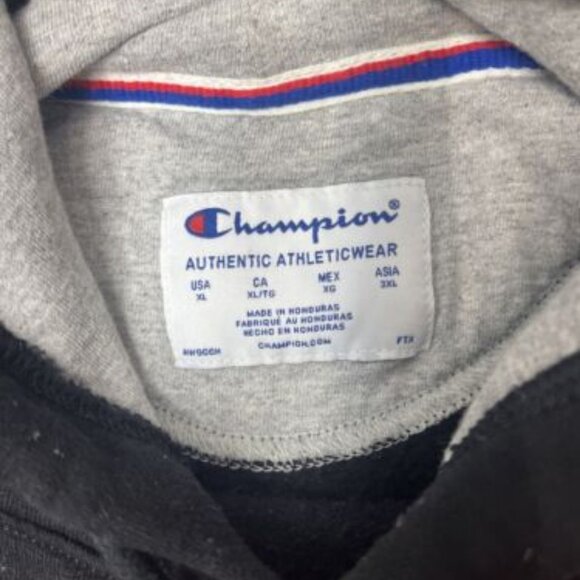 Champion®
AUTHENTIC ATHLETICWEAR
USA CA MEX ASIA
XL XL/TG XG 3XL
MADE IN HONDURAS
FABRIQUÉ AU HONDURAS
HECHO EN HONDURAS
CHAMPION.COM